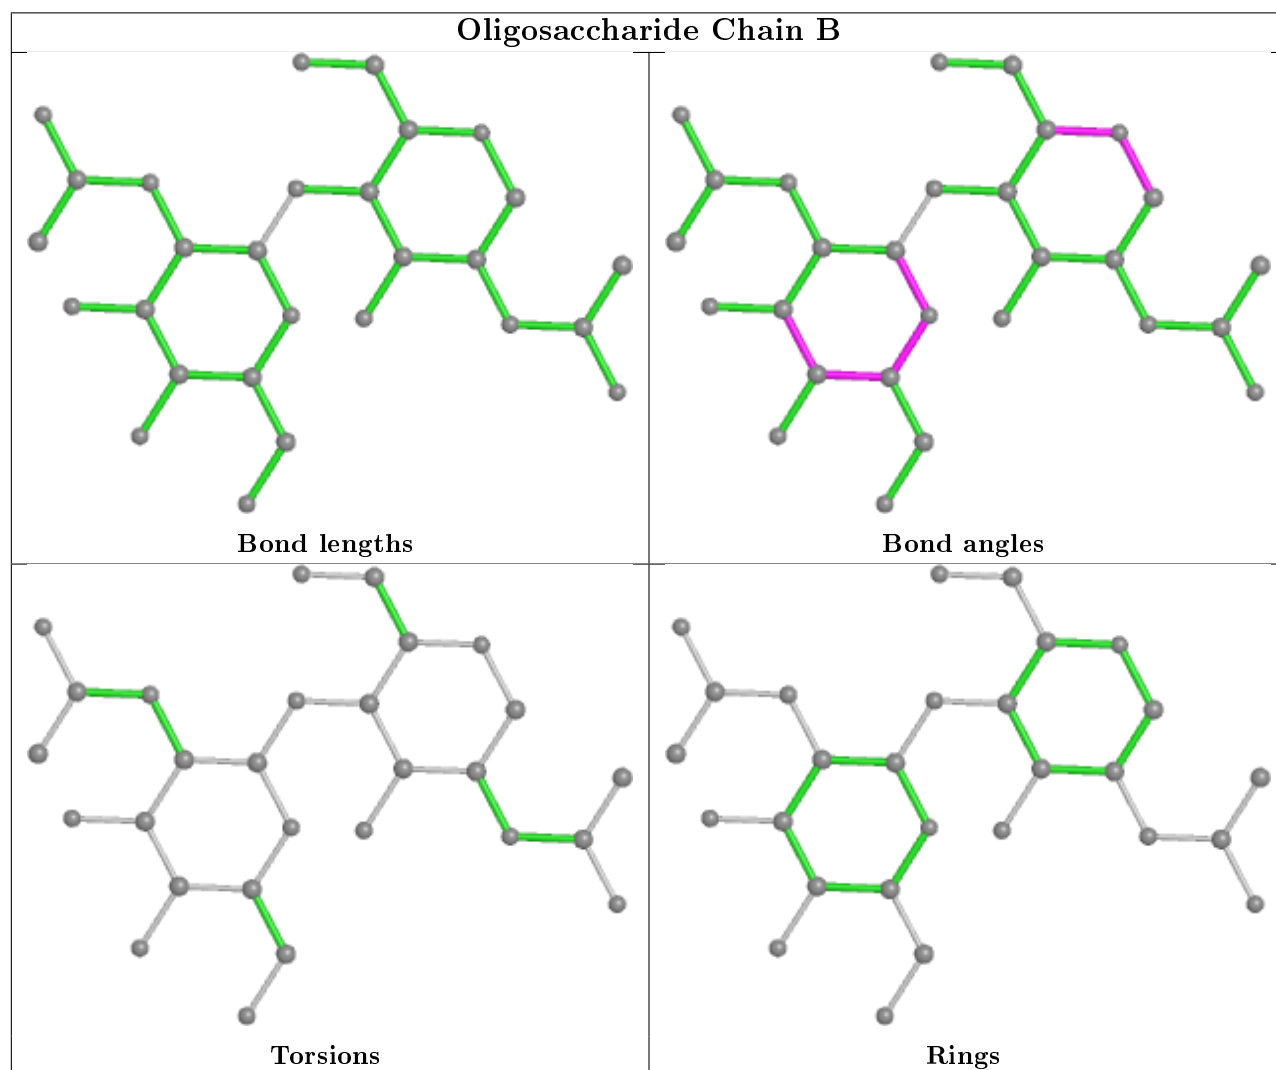 Oligosaccharide Chain B
Bond lengths
Bond angles
Torsions
Rings